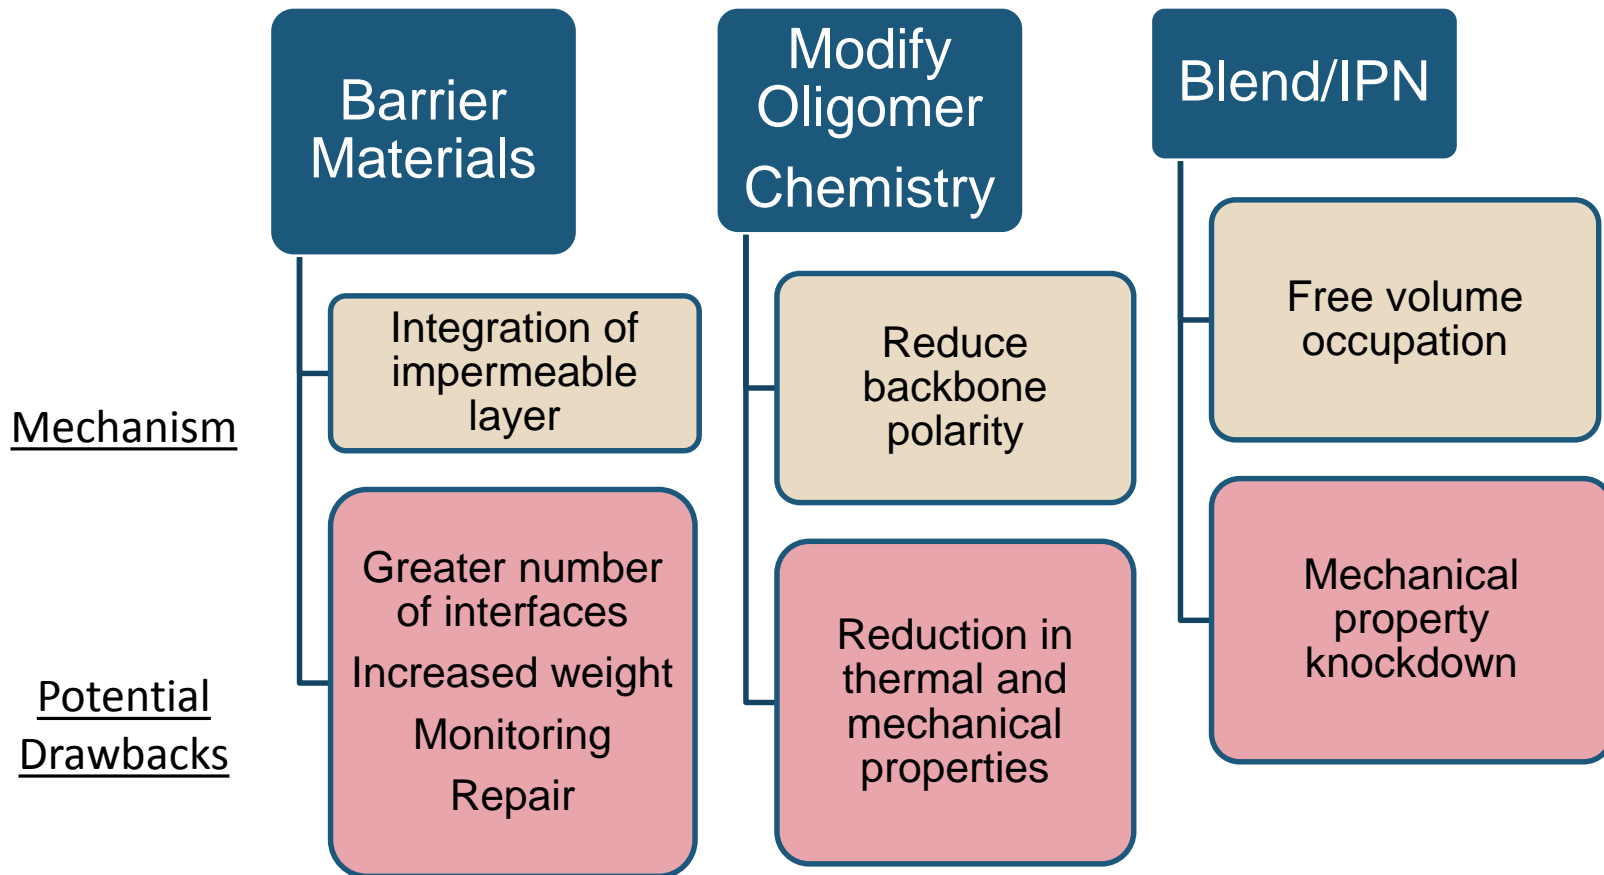 Barrier
Materials
Modify
Oligomer
Chemistry
Blend/IPN
Mechanism
Integration of
impermeable
layer
Reduce
backbone
polarity
Free volume
occupation
Potential
Drawbacks
Greater number
of interfaces
Increased weight
Monitoring
Repair
Reduction in
thermal and
mechanical
properties
Mechanical
property
knockdown